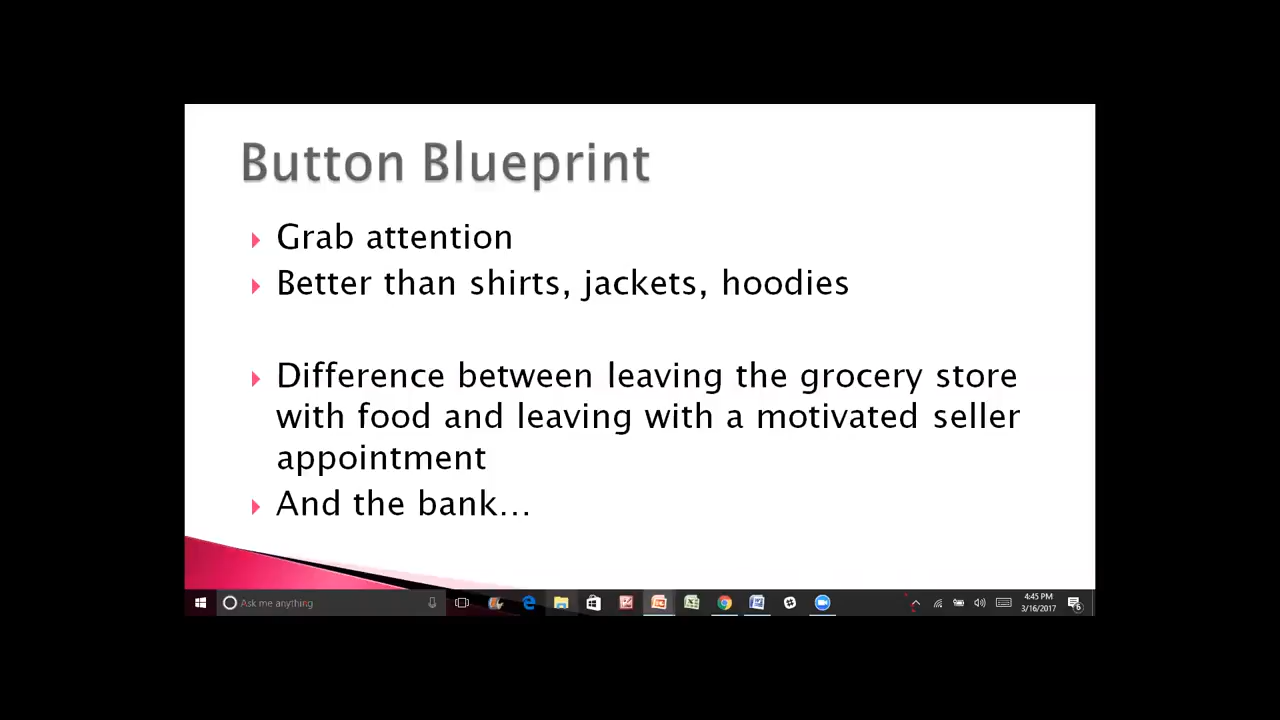 Button Blueprint
Grab attention
Better than shirts, jackets, hoodies
Difference between leaving the grocery store
with food and leaving with a motivated seller
appointment
And the bank...
Ask me anything
4:45 PM
3/16/2017
6